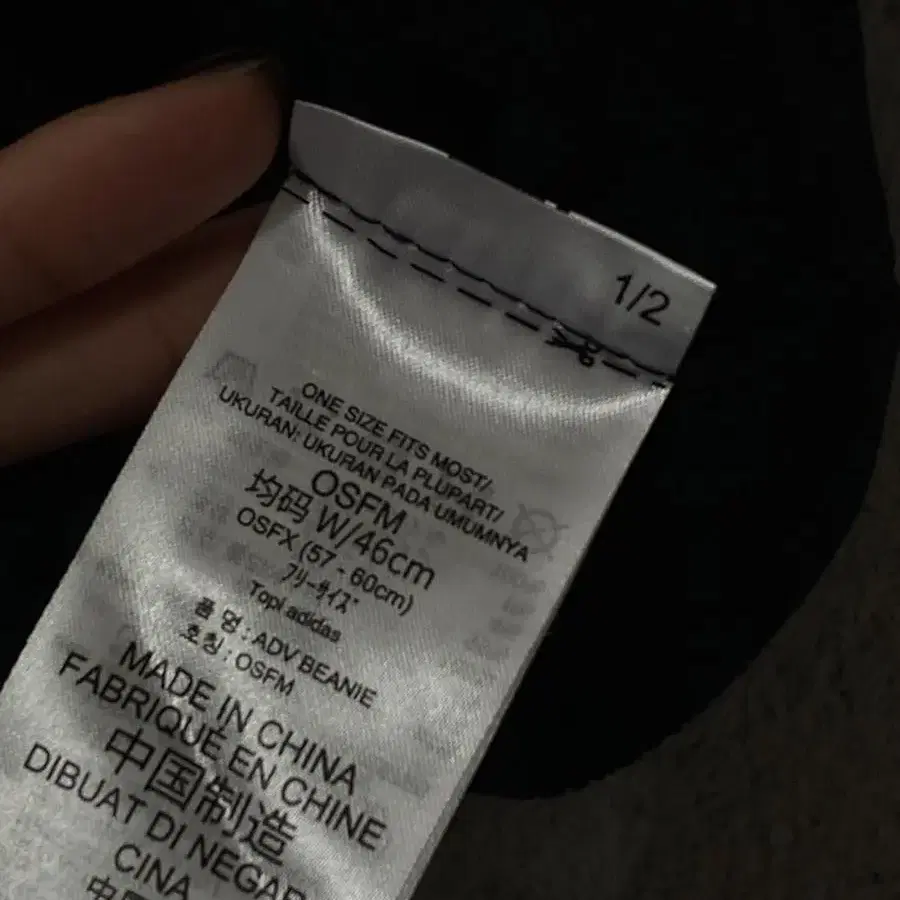 1/2
ONE SIZE FITS MOST/
TAILLE POUR LA PLUPART/
UKURAN: UKURAN PADA UMUMNYA
OSFM
均码 W/46cm
OSFX (57 - 60cm)
フリーサイズ
Topi adidas
품 명 : ADV BEANIE
호칭 : OSFM
MADE IN CHINA
FABRIQUÉ EN CHINE
中国制造
DIBUAT DI NEGAR
CINA